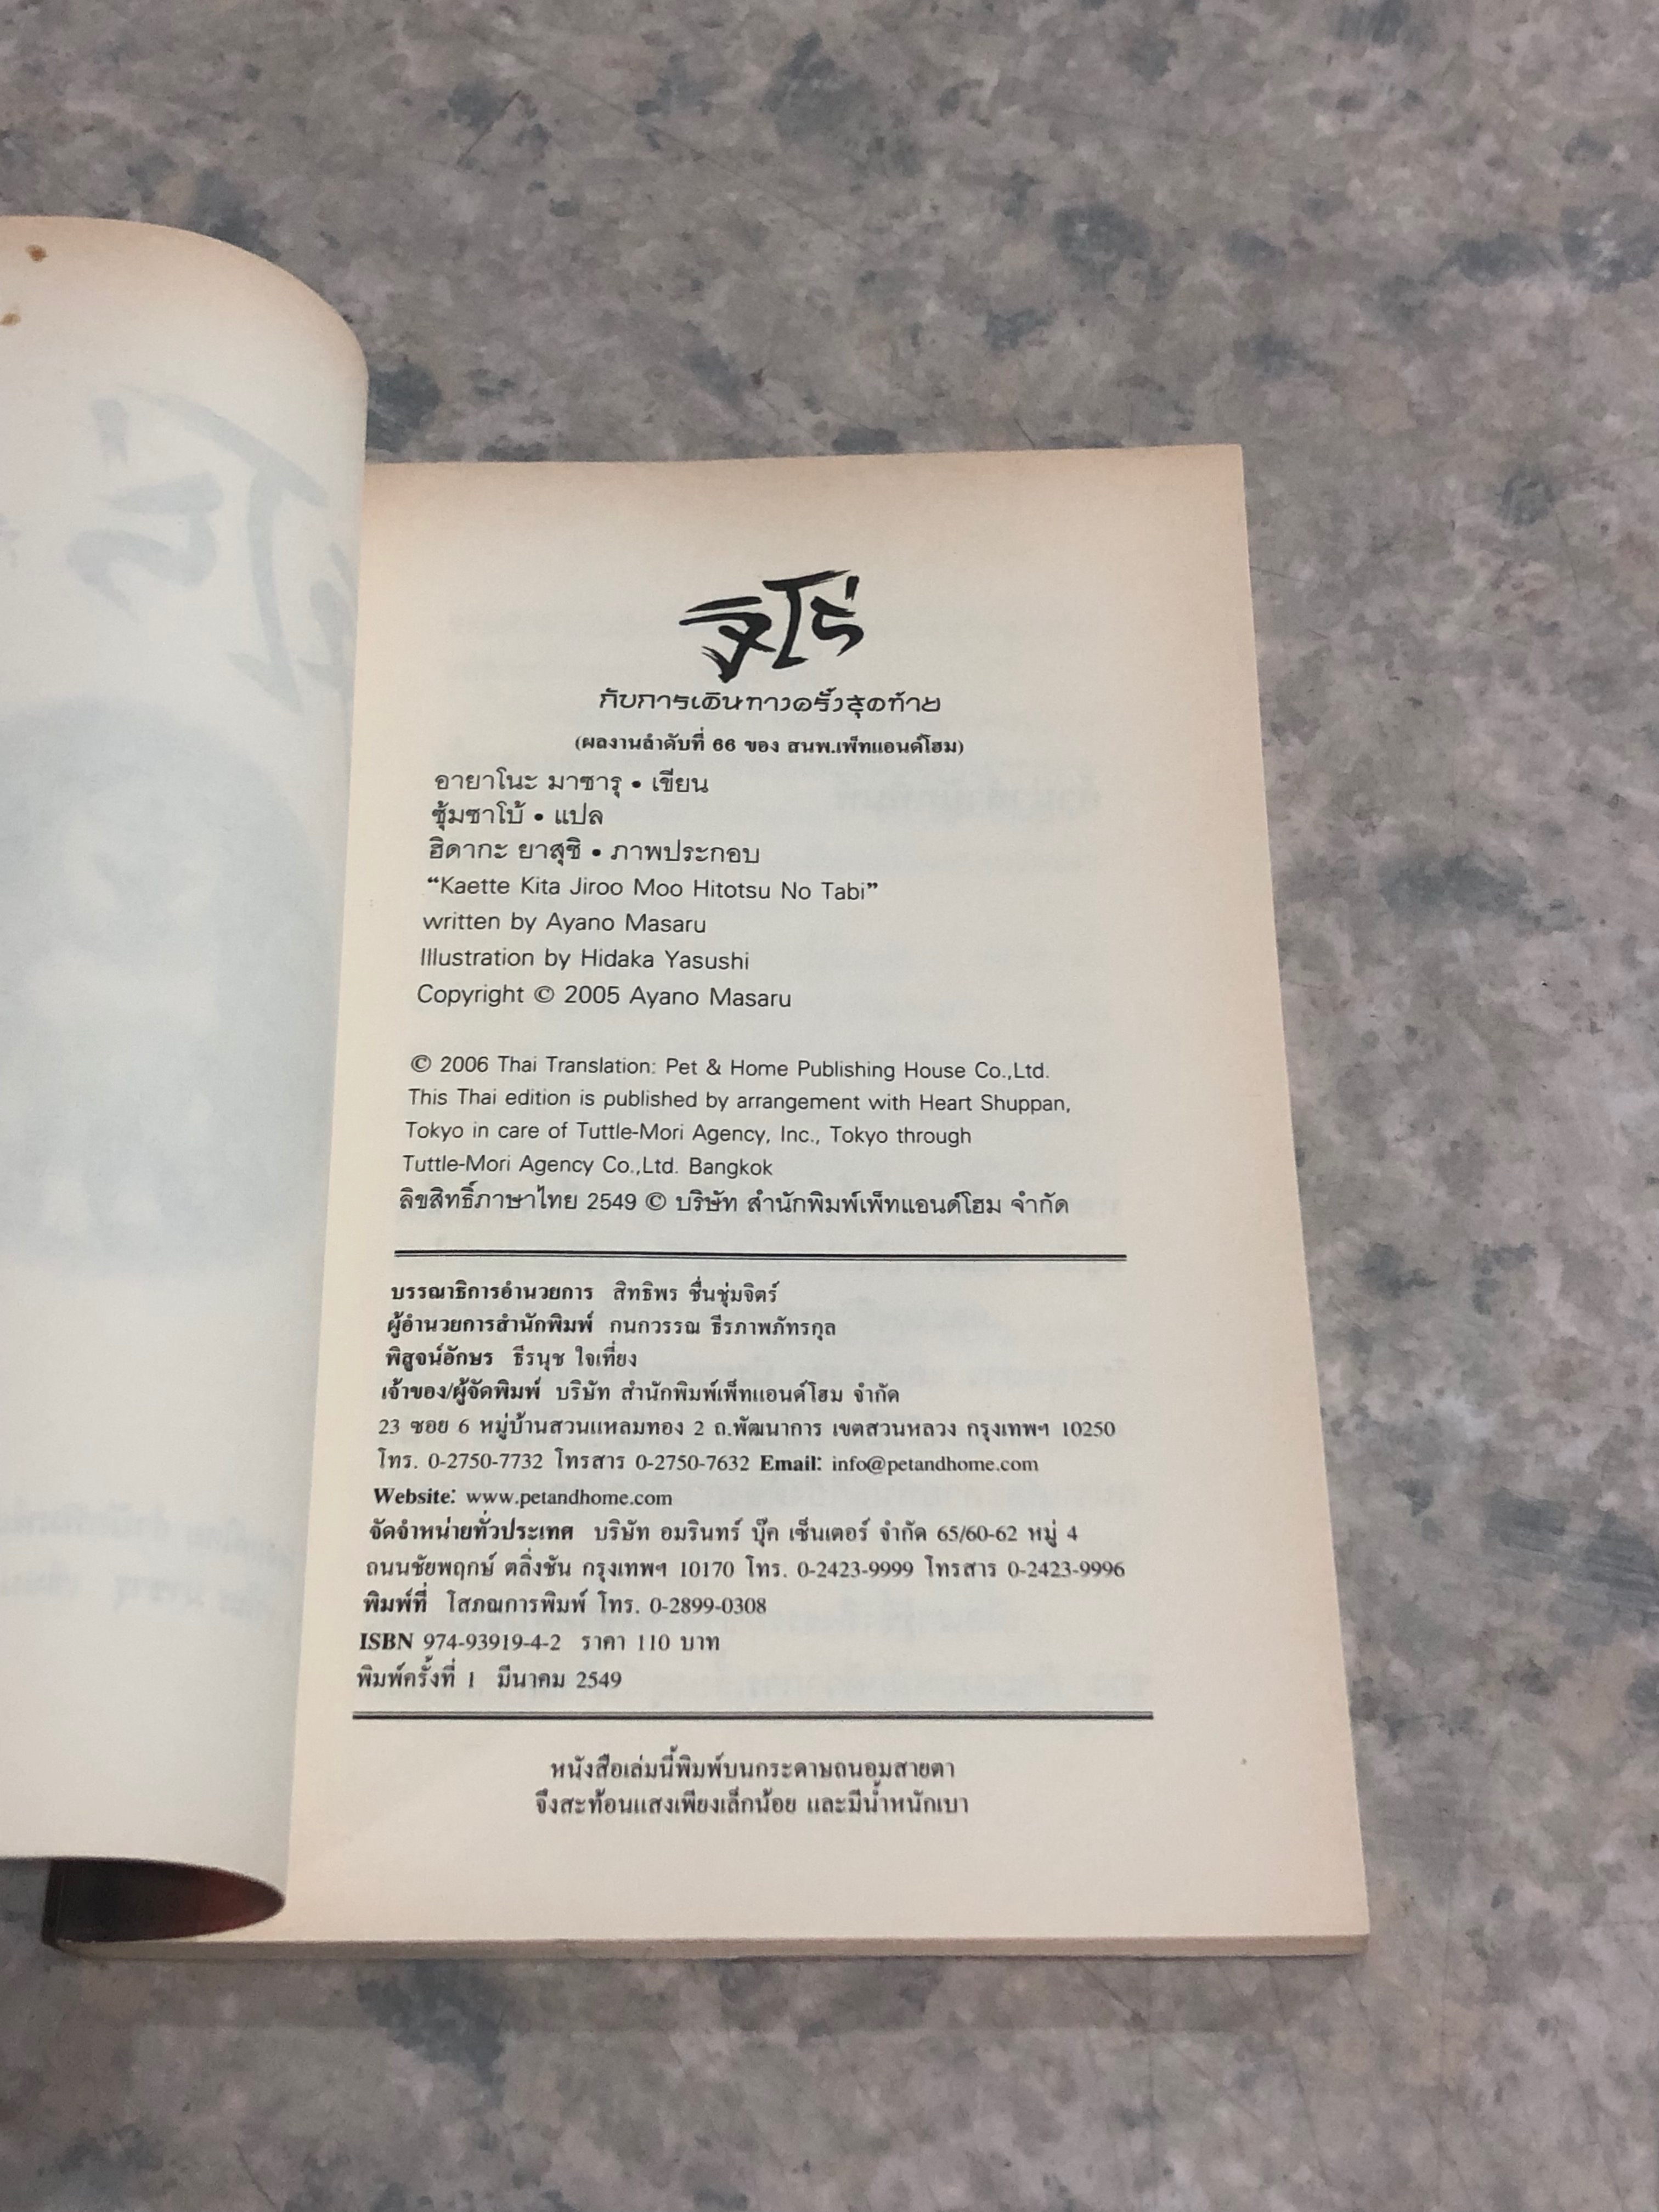 จิโร่
กับการเดินทางครั้งสุดท้าย
(ผลงานลำดับที่ 66 ของ สนพ.เพ็ทแอนด์โฮม)
อายาโนะ มาซารุ • เขียน
ซุ้มซาโบ้ • แปล
ฮิดากะ ยาสุชิ • ภาพประกอบ
“Kaette Kita Jiroo Moo Hitotsu No Tabi”
written by Ayano Masaru
Illustration by Hidaka Yasushi
Copyright © 2005 Ayano Masaru
© 2006 Thai Translation: Pet & Home Publishing House Co.,Ltd.
This Thai edition is published by arrangement with Heart Shuppan,
Tokyo in care of Tuttle-Mori Agency, Inc., Tokyo through
Tuttle-Mori Agency Co.,Ltd. Bangkok
ลิขสิทธิ์ภาษาไทย 2549 © บริษัท สำนักพิมพ์เพ็ทแอนด์โฮม จำกัด
บรรณาธิการอำนวยการ สิทธิพร ชื่นชุ่มจิตร์
ผู้อำนวยการสำนักพิมพ์ กนกวรรณ ธีรภาพภัทรกุล
พิสูจน์อักษร ธีรนุช ใจเที่ยง
เจ้าของ/ผู้จัดพิมพ์ บริษัท สำนักพิมพ์เพ็ทแอนด์โฮม จำกัด
23 ซอย 6 หมู่บ้านสวนแหลมทอง 2 ถ.พัฒนาการ เขตสวนหลวง กรุงเทพฯ 10250
โทร. 0-2750-7732 โทรสาร 0-2750-7632 Email: info@petandhome.com
Website: www.petandhome.com
จัดจำหน่ายทั่วประเทศ บริษัท อมรินทร์ บุ๊ค เซ็นเตอร์ จำกัด 65/60-62 หมู่ 4
ถนนชัยพฤกษ์ ตลิ่งชัน กรุงเทพฯ 10170 โทร. 0-2423-9999 โทรสาร 0-2423-9996
พิมพ์ที่ โสภณการพิมพ์ โทร. 0-2899-0308
ISBN 974-93919-4-2 ราคา 110 บาท
พิมพ์ครั้งที่ 1 มีนาคม 2549
หนังสือเล่มนี้พิมพ์บนกระดาษถนอมสายตา
จึงสะท้อนแสงเพียงเล็กน้อย และมีน้ำหนักเบา